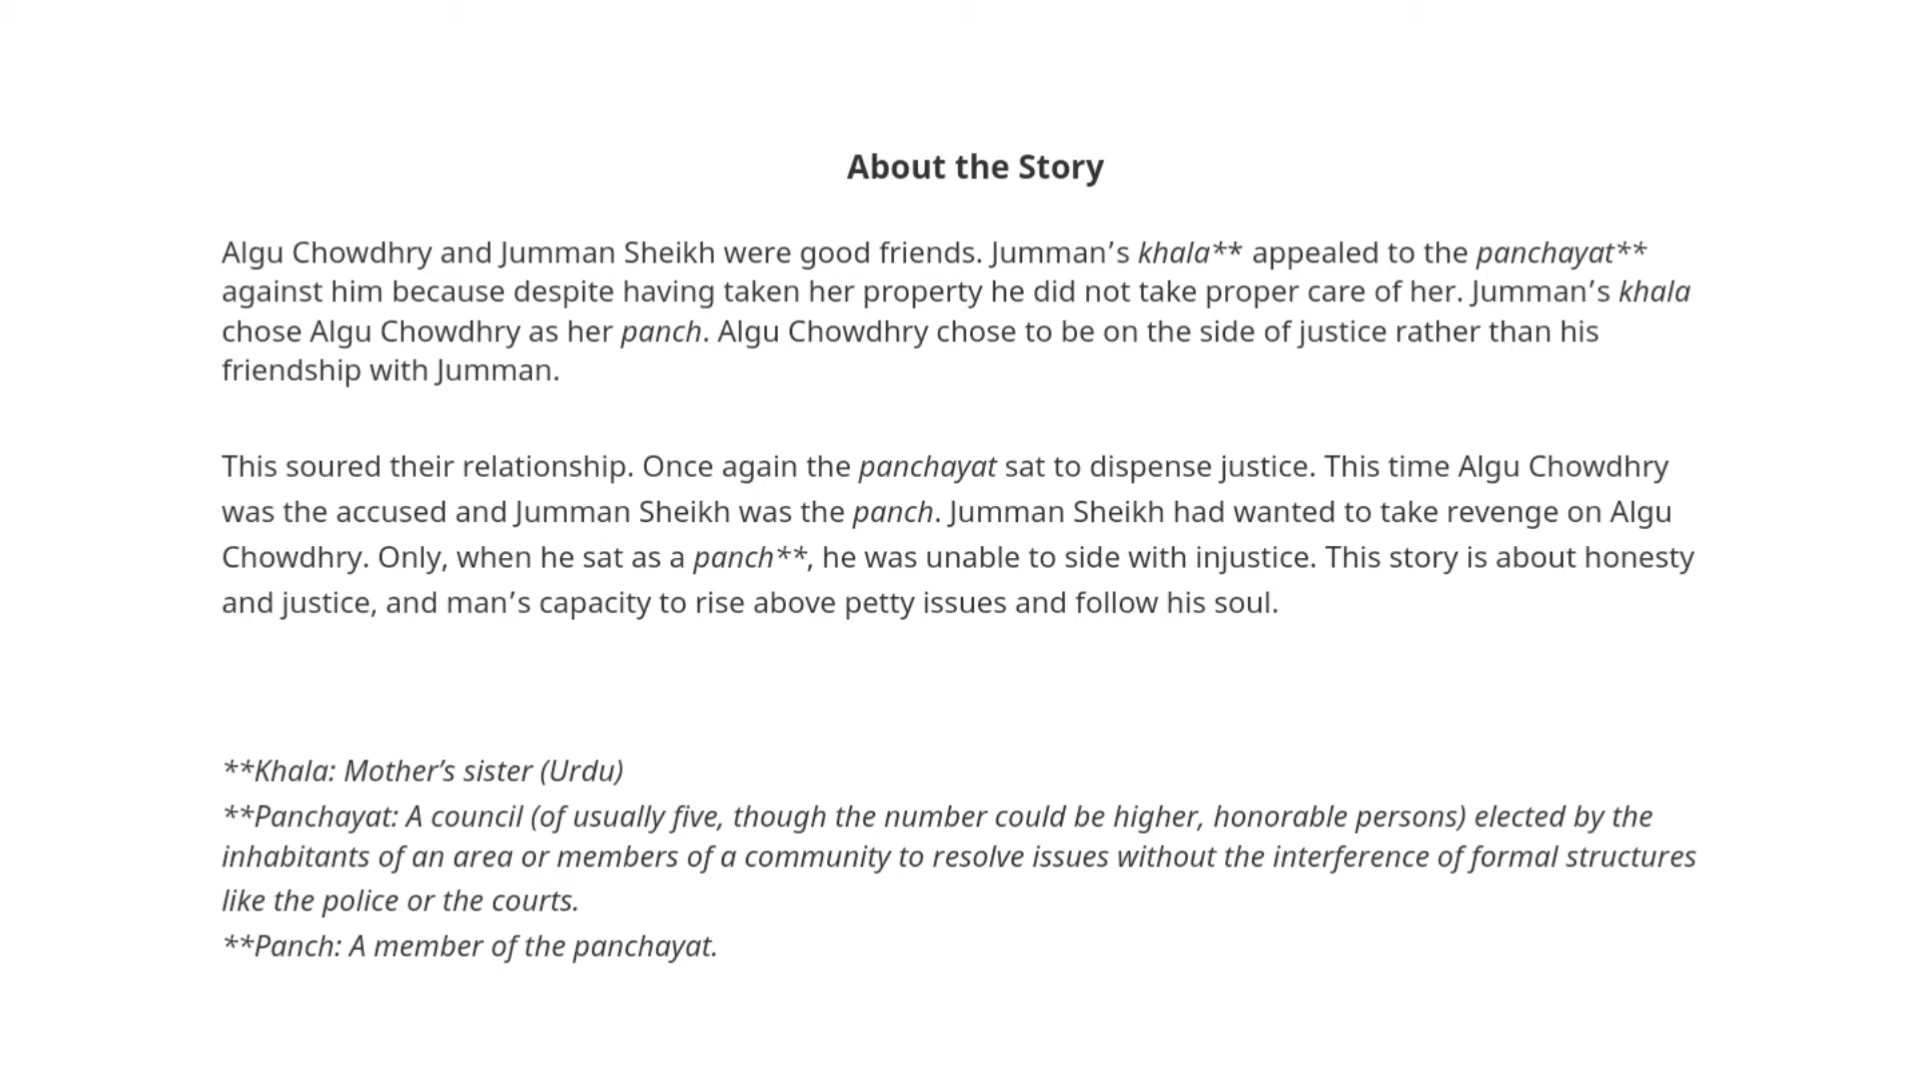 About the Story
Algu Chowdhry and Jumman Sheikh were good friends. Jumman’s khala** appealed to the panchayat**
against him because despite having taken her property he did not take proper care of her. Jumman’s khala
chose Algu Chowdhry as her panch. Algu Chowdhry chose to be on the side of justice rather than his
friendship with Jumman.
This soured their relationship. Once again the panchayat sat to dispense justice. This time Algu Chowdhry
was the accused and Jumman Sheikh was the panch. Jumman Sheikh had wanted to take revenge on Algu
Chowdhry. Only, when he sat as a panch**, he was unable to side with injustice. This story is about honesty
and justice, and man’s capacity to rise above petty issues and follow his soul.
**Khala: Mother’s sister (Urdu)
**Panchayat: A council (of usually five, though the number could be higher, honorable persons) elected by the
inhabitants of an area or members of a community to resolve issues without the interference of formal structures
like the police or the courts.
**Panch: A member of the panchayat.